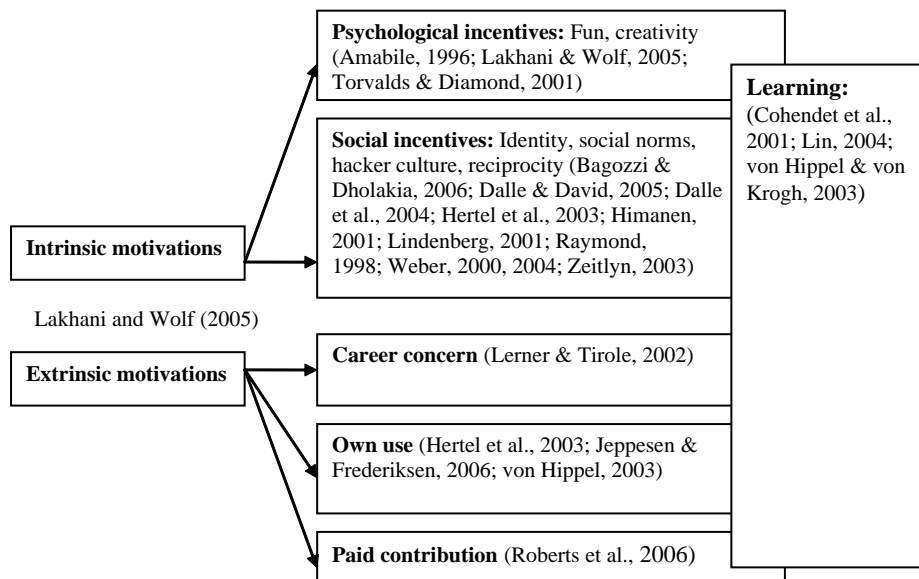 Psychological incentives: Fun, creativity
(Amabile, 1996; Lakhani & Wolf, 2005;
Torvalds & Diamond, 2001)
Learning:
(Cohendet et al.,
2001; Lin, 2004;
von Hippel & von
Krogh, 2003)
Social incentives: Identity, social norms,
hacker culture, reciprocity (Bagozzi &
Dholakia, 2006; Dalle & David, 2005; Dalle
et al., 2004; Hertel et al., 2003; Himanen,
2001; Lindenberg, 2001; Raymond,
1998; Weber, 2000, 2004; Zeitlyn, 2003)
Intrinsic motivations
Lakhani and Wolf (2005)
Extrinsic motivations
Career concern (Lerner & Tirole, 2002)
Own use (Hertel et al., 2003; Jeppesen &
Frederiksen, 2006; von Hippel, 2003)
Paid contribution (Roberts et al., 2006)